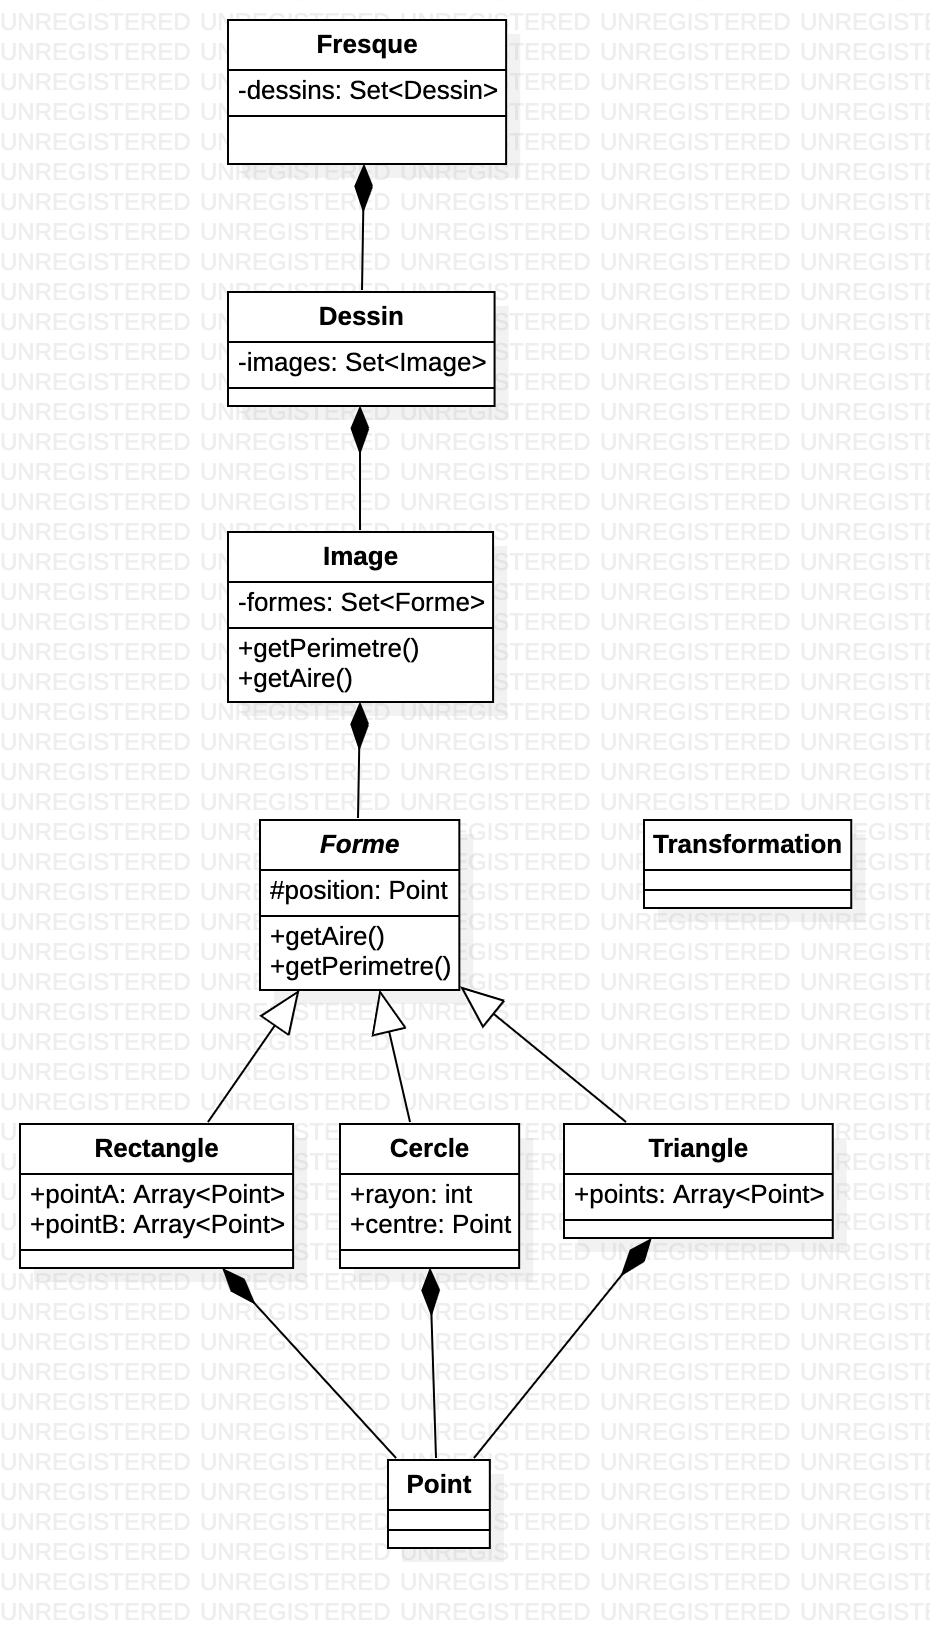 Fresque
-dessins: Set<Dessin>
Dessin
-images: Set<Image>
Image
-formes: Set<Forme>
+getPerimetre()
+getAire()
Forme
#position: Point
+getAire()
+getPerimetre()
Transformation
Rectangle
+pointA: Array<Point>
+pointB: Array<Point>
Cercle
+rayon: int
+centre: Point
Triangle
+points: Array<Point>
Point
UNREGISTERED